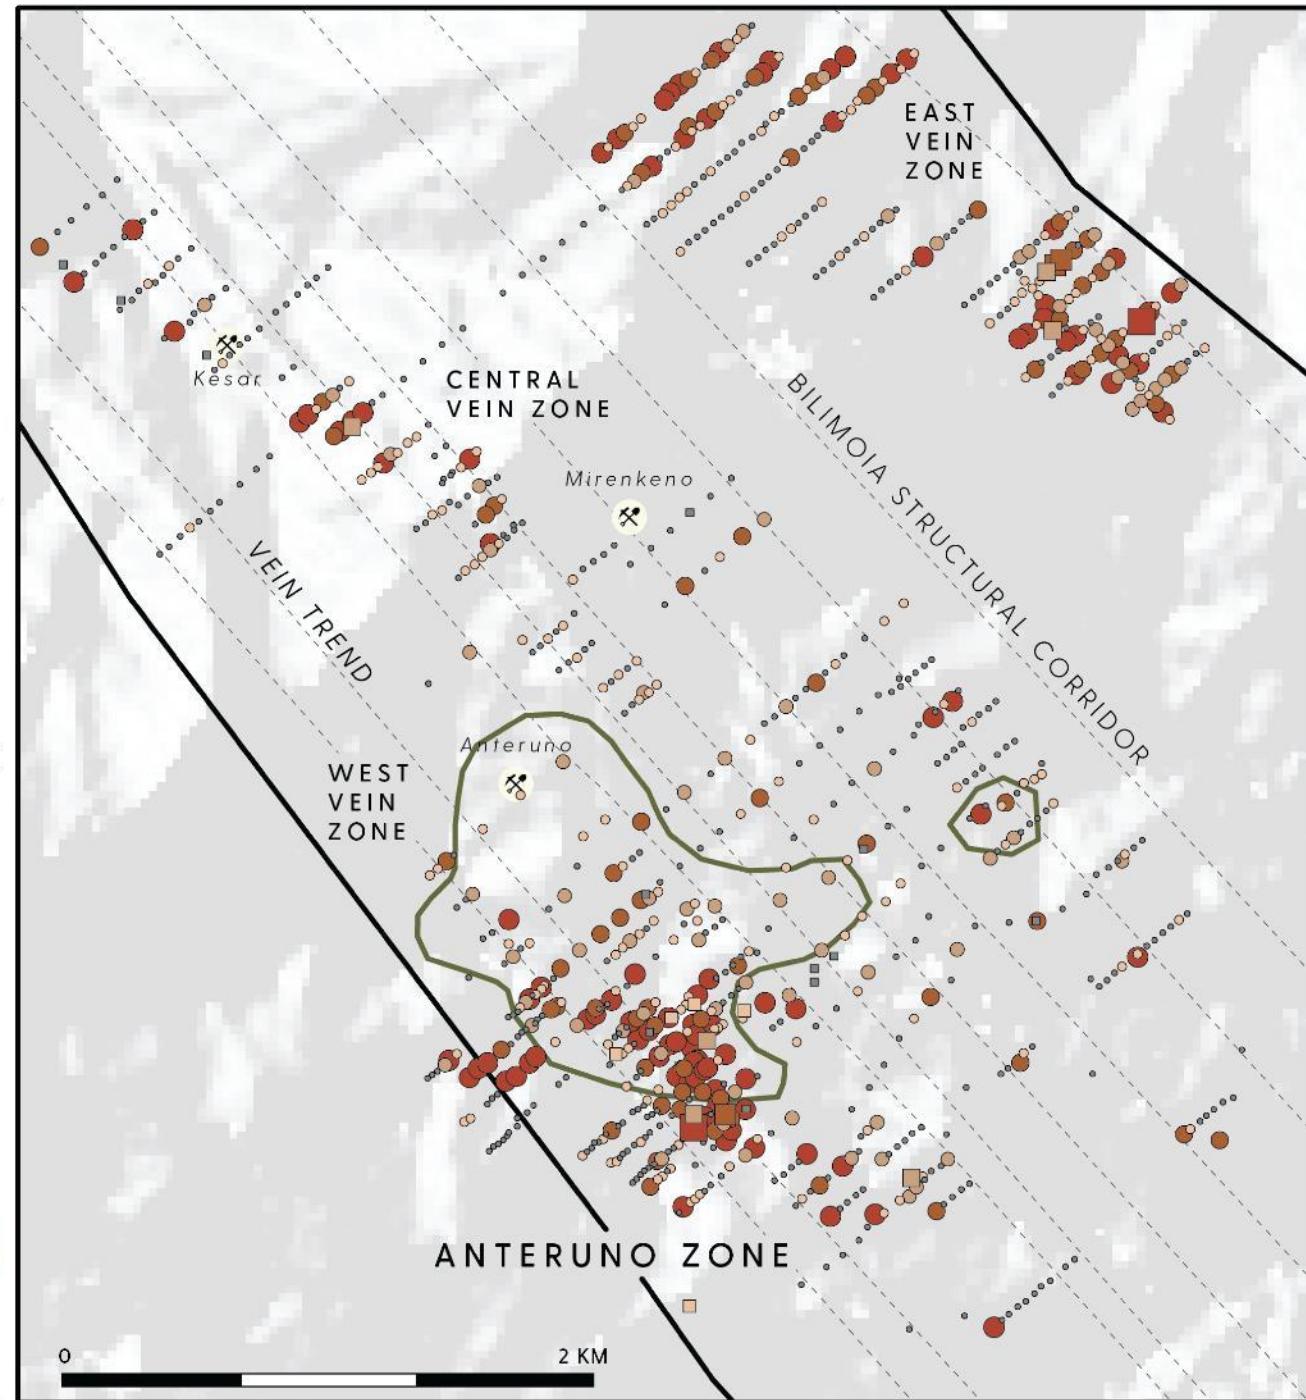 EAST
VEIN
ZONE
Kesar
CENTRAL
VEIN ZONE
BILIMOIA STRUCTURAL CORRIDOR
Mirenkeno
VEIN TREND
Anteruno
WEST
VEIN
ZONE
ANTERUNO ZONE
0
2 KM